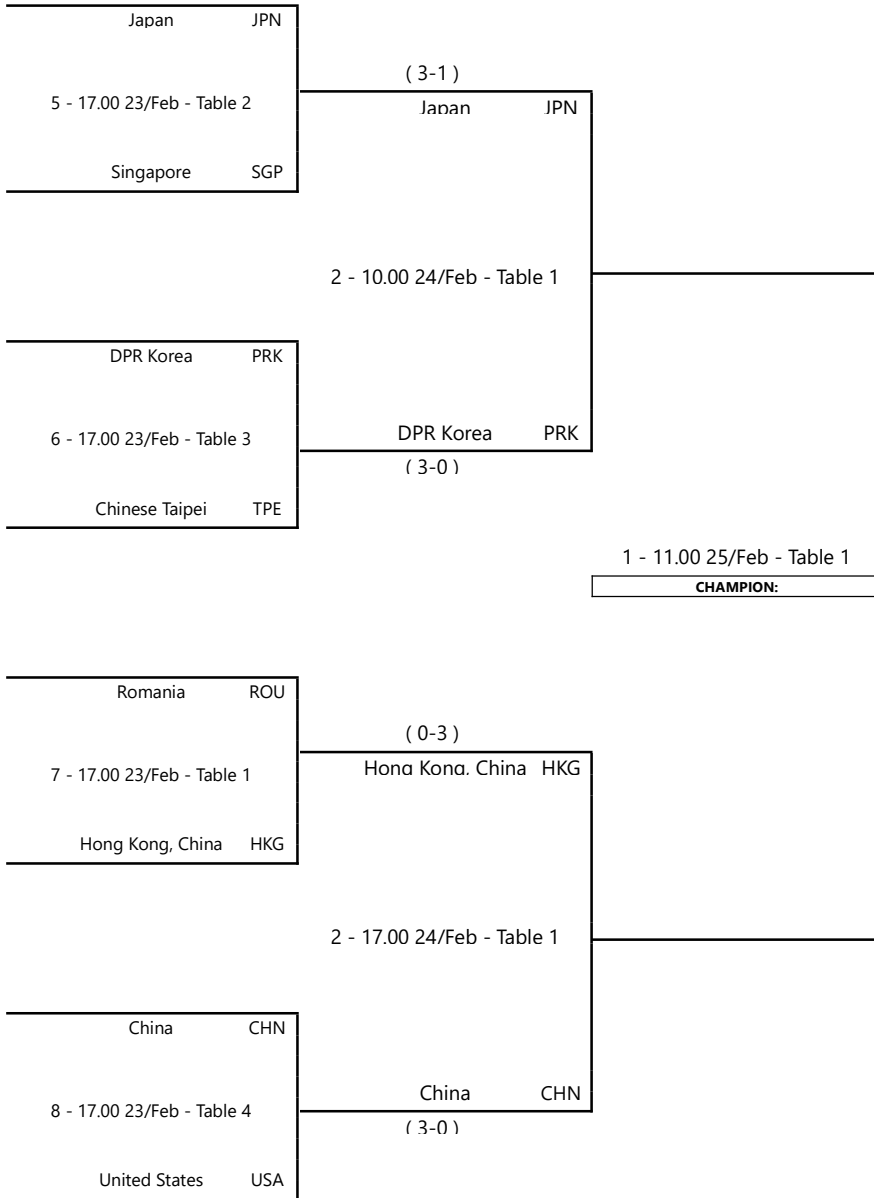 Japan JPN
( 3-1 )
5 - 17.00 23/Feb - Table 2
Japan JPN
Singapore SGP
2 - 10.00 24/Feb - Table 1
DPR Korea PRK
6 - 17.00 23/Feb - Table 3
DPR Korea PRK
( 3-0 )
Chinese Taipei TPE
1 - 11.00 25/Feb - Table 1
CHAMPION:
Romania ROU
( 0-3 )
7 - 17.00 23/Feb - Table 1
Hong Kong, China HKG
Hong Kong, China HKG
2 - 17.00 24/Feb - Table 1
China CHN
8 - 17.00 23/Feb - Table 4
China CHN
( 3-0 )
United States USA